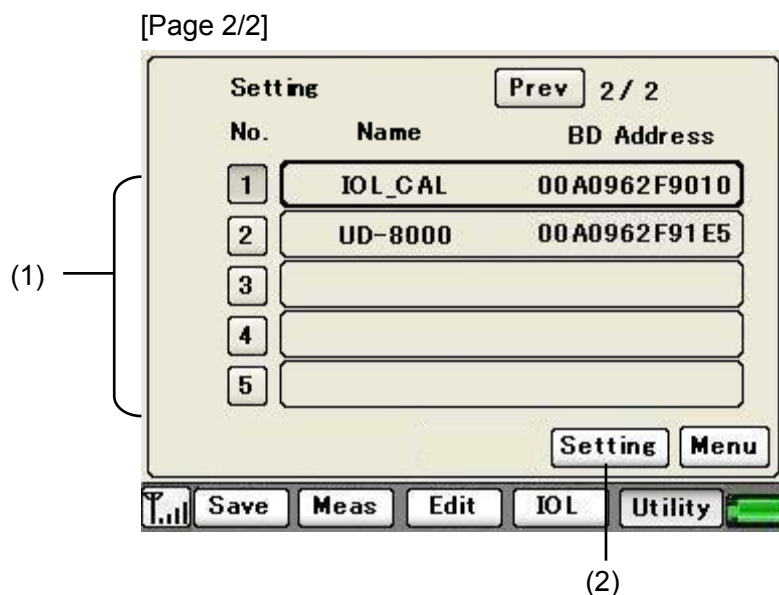 [Page 2/2]
Setting Prev 2/ 2
No. Name BD Address
1 IOL_CAL 00A0962F9010
2 UD-8000 00A0962F91E5
3
(1)
4
5
Setting Menu
Save Meas Edit IOL Utility
(2)